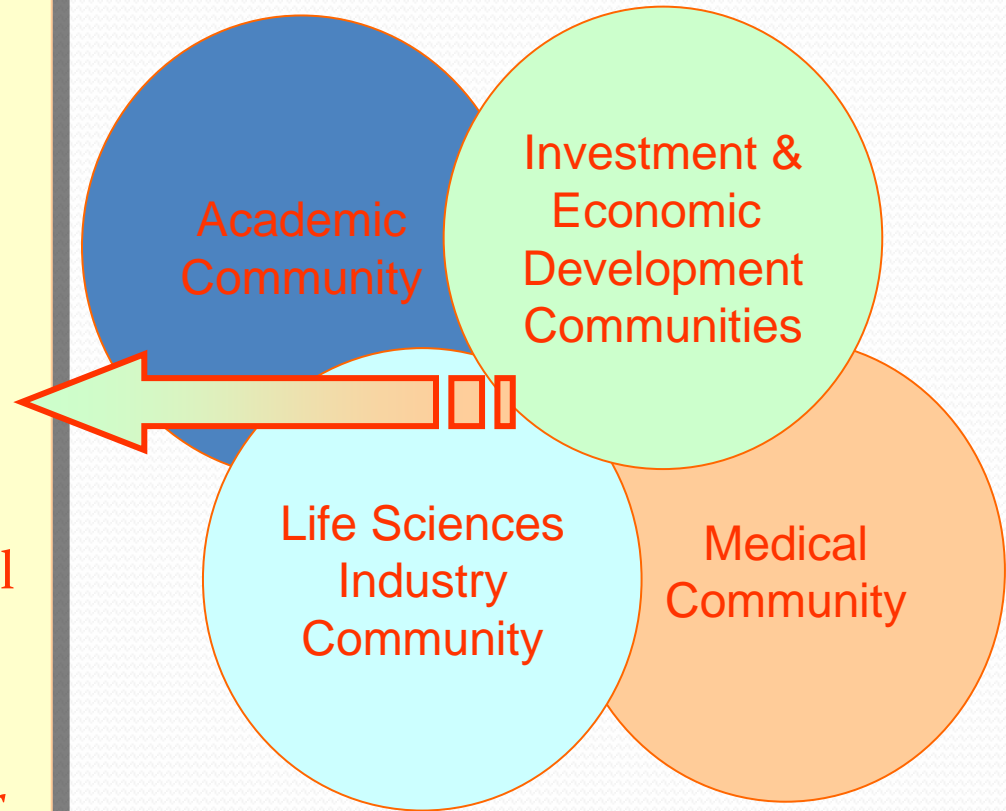 Academic
Community
Investment &
Economic
Development
Communities
Life Sciences
Industry
Community
Medical
Community